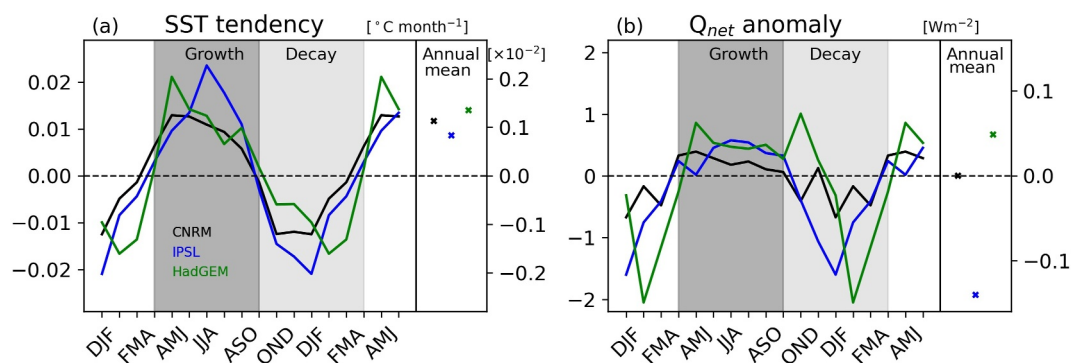 (a) SST tendency [°C month⁻¹]
Growth Decay Annual mean [×10⁻²]
0.02
0.01
0.00
−0.01
−0.02
0.2
0.1
0.0
−0.1
−0.2
CNRM
IPSL
HadGEM
DJF FMA AMJ JJA ASO OND DJF FMA AMJ
(b) Qnet anomaly [Wm⁻²]
Growth Decay Annual mean
2
1
0
−1
−2
0.1
0.0
−0.1
DJF FMA AMJ JJA ASO OND DJF FMA AMJ